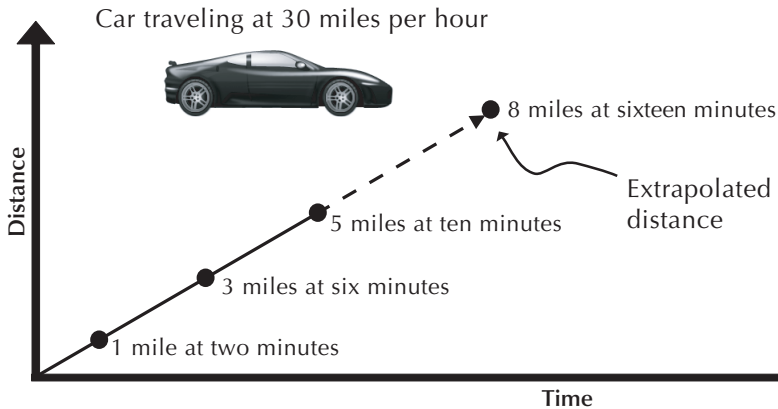 Car traveling at 30 miles per hour
8 miles at sixteen minutes
Extrapolated
distance
Distance
5 miles at ten minutes
3 miles at six minutes
1 mile at two minutes
Time